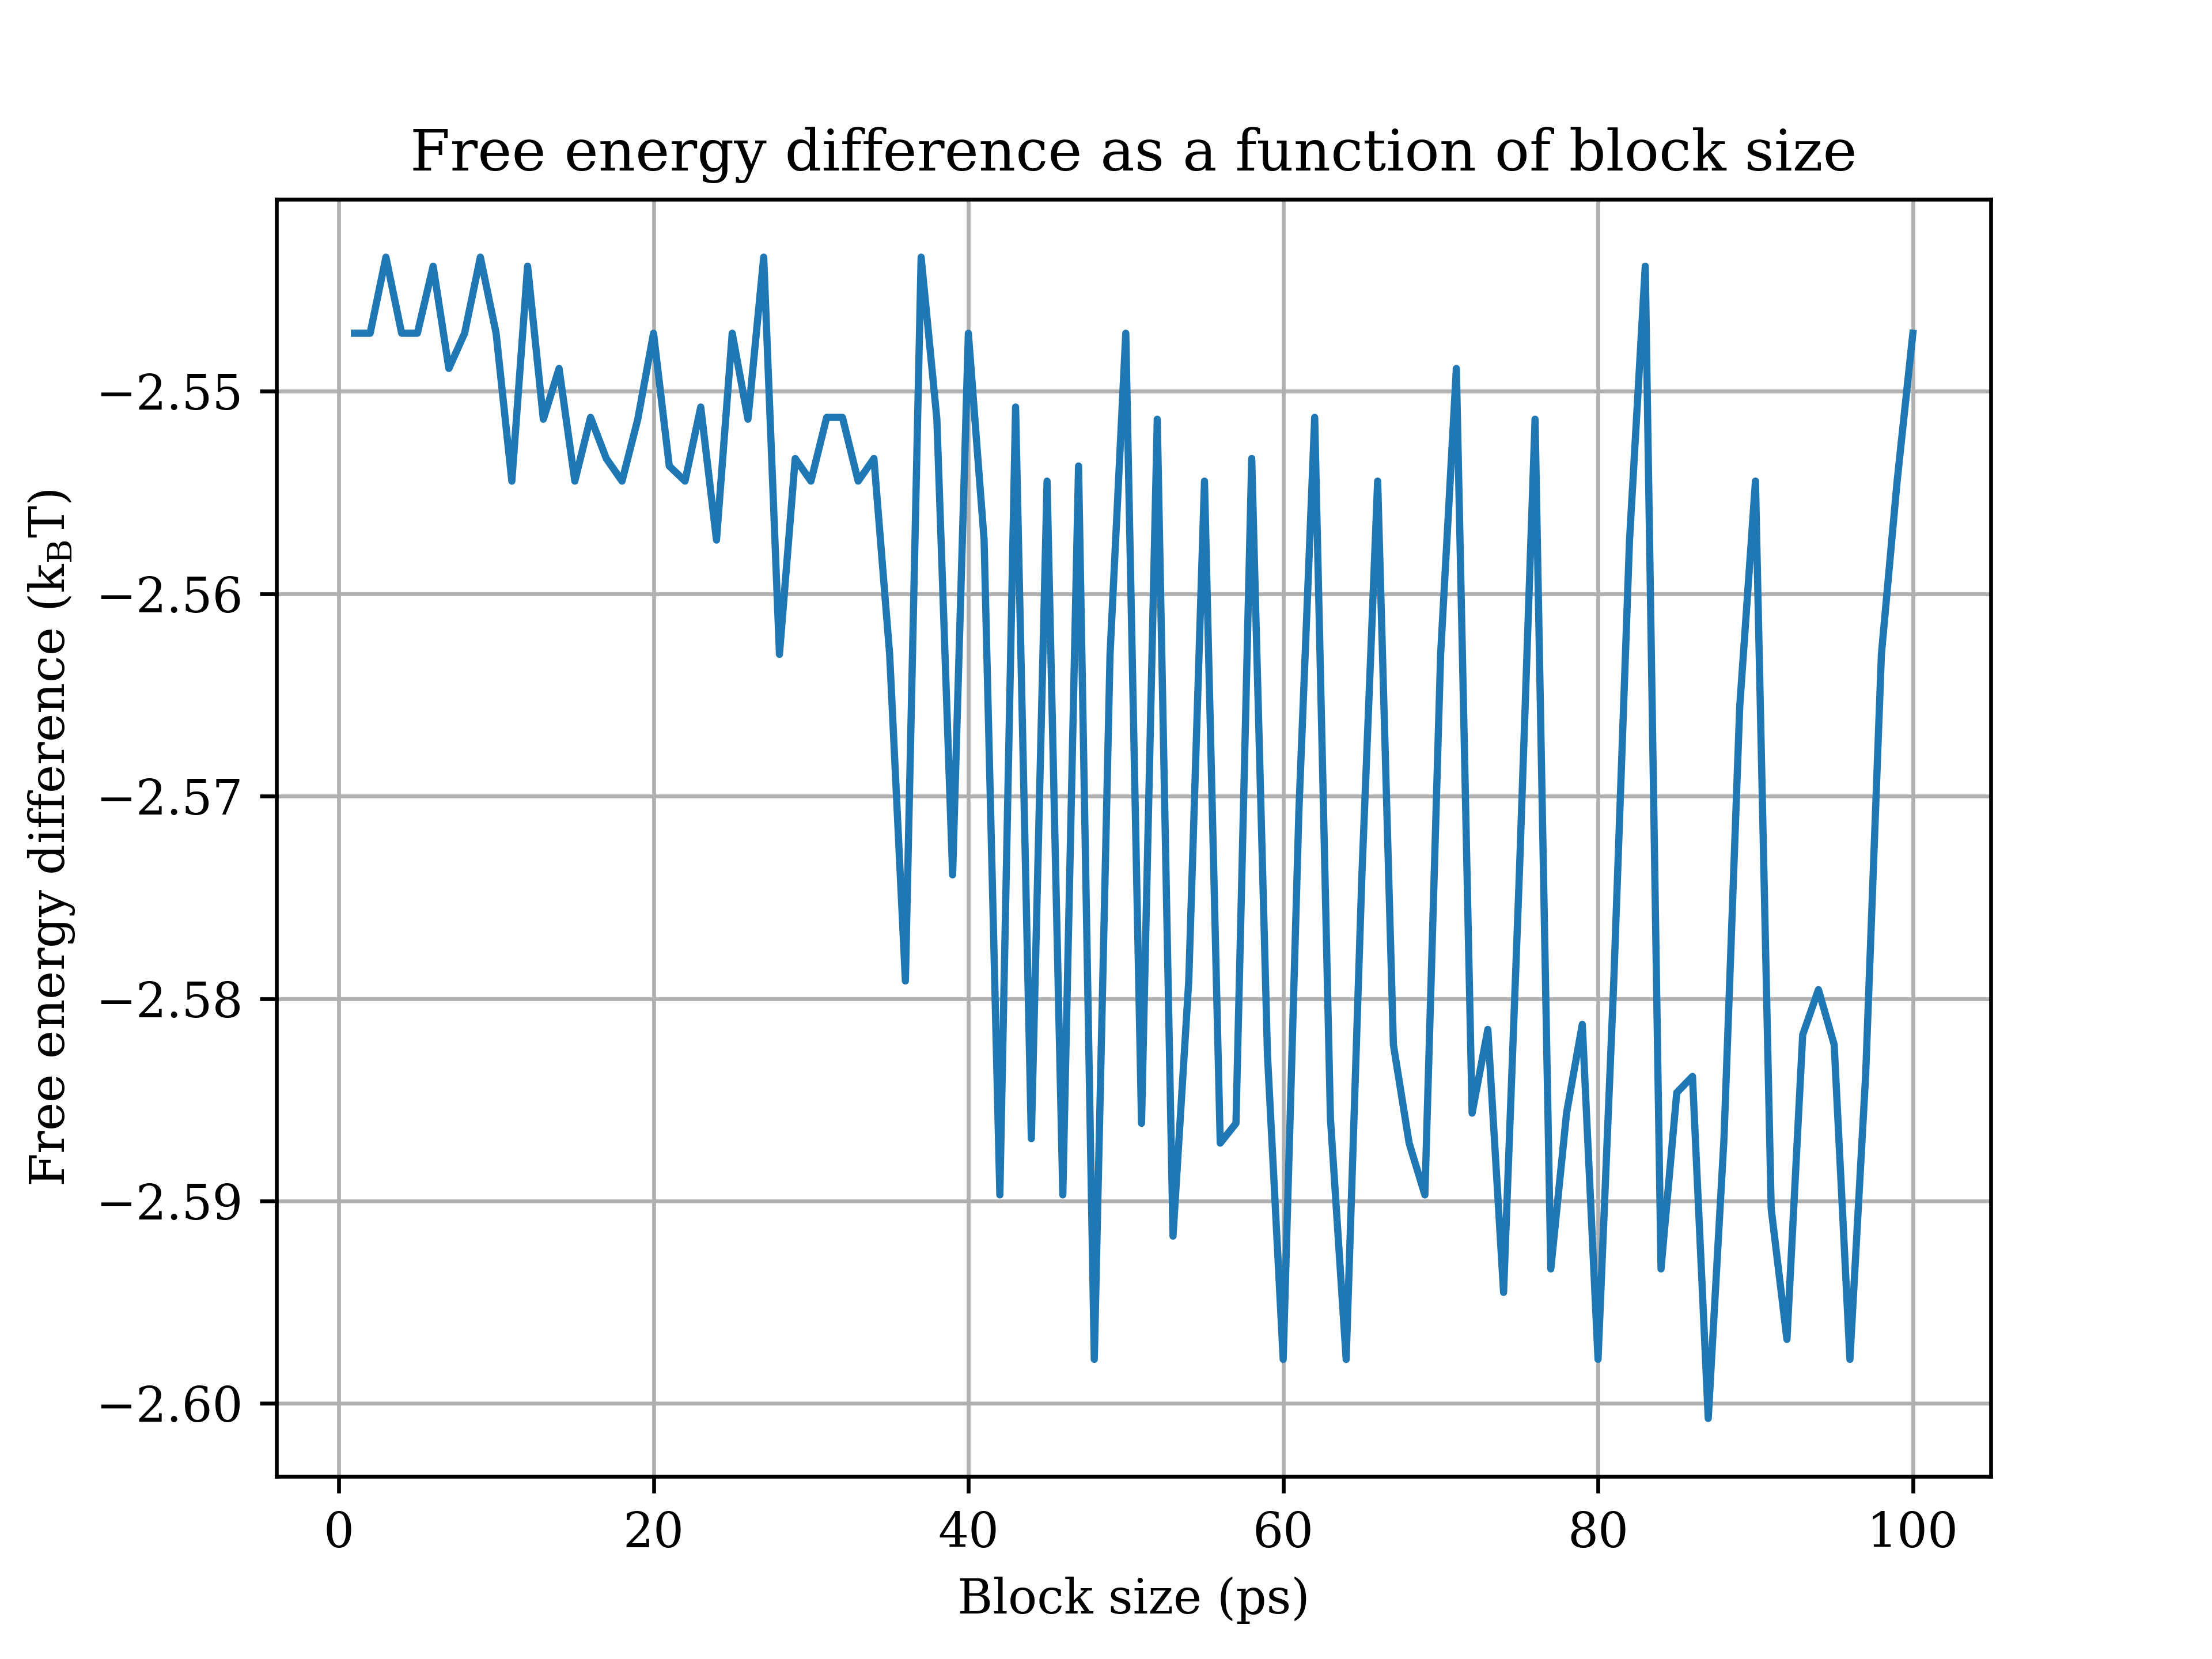 Free energy difference as a function of block size
Free energy difference (k_BT)
−2.55
−2.56
−2.57
−2.58
−2.59
−2.60
0 20 40 60 80 100
Block size (ps)